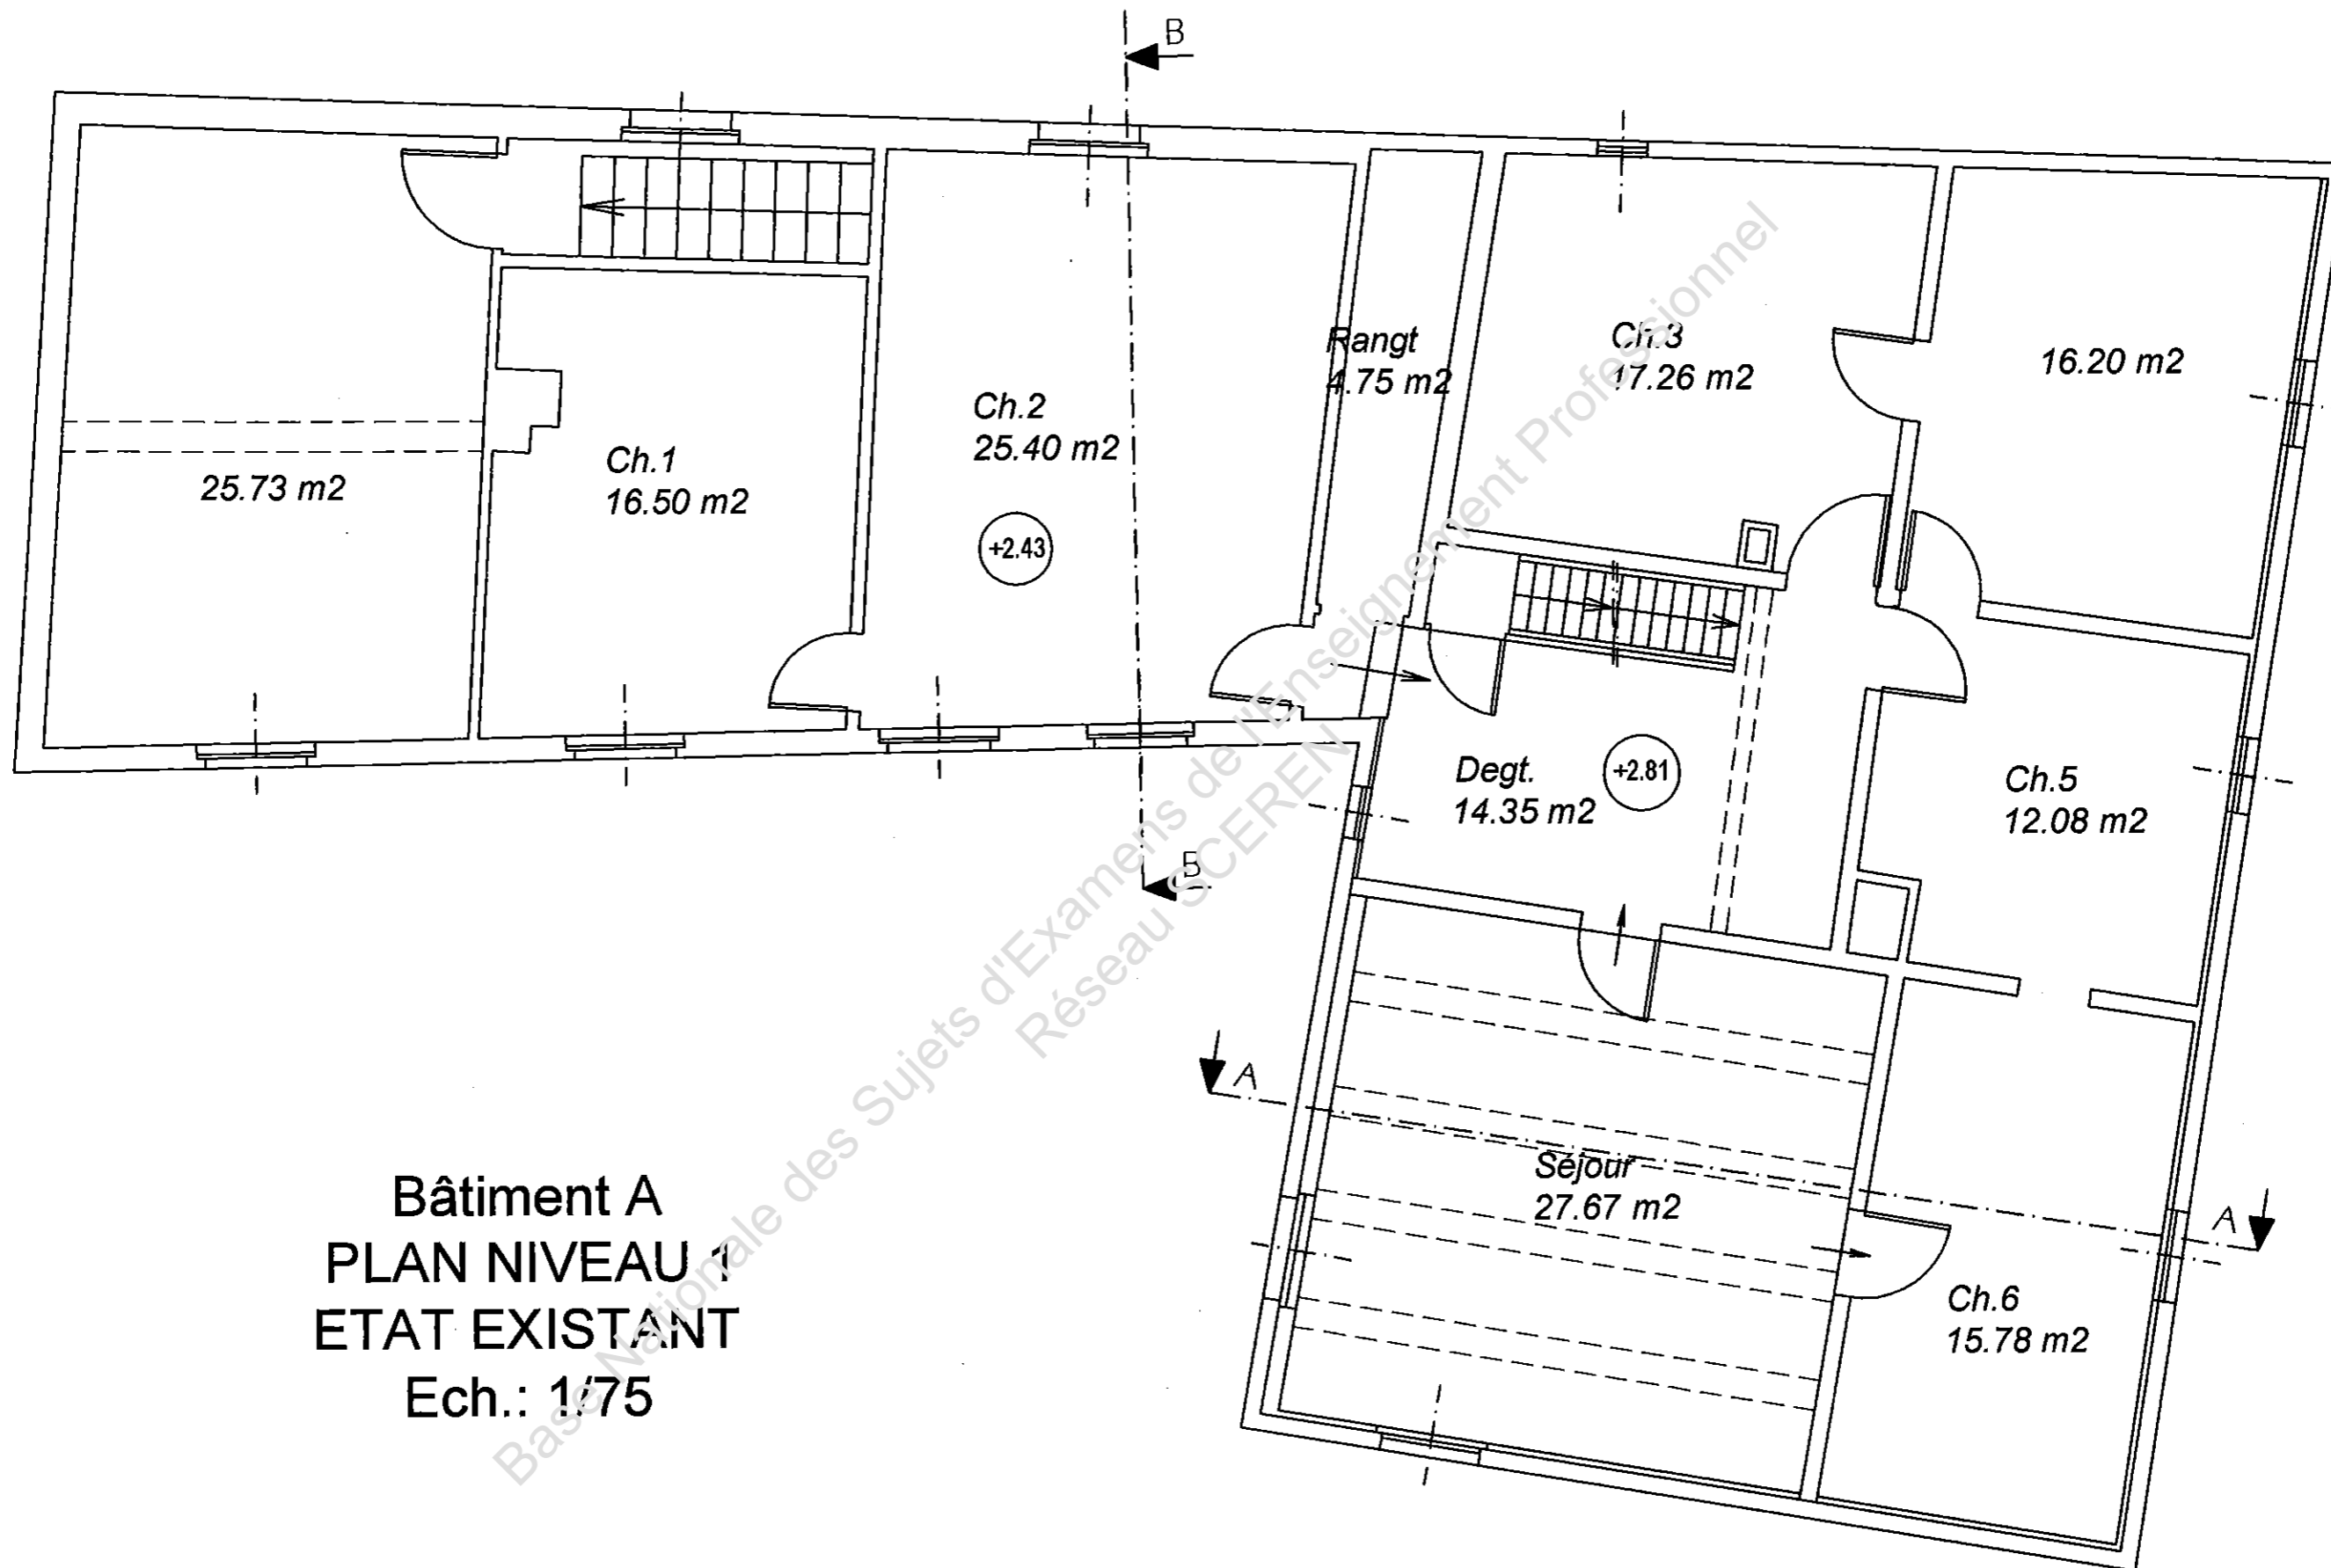 B
Rangt
4.75 m2
Ch.3
17.26 m2
16.20 m2
Ch.2
25.40 m2
Ch.1
16.50 m2
25.73 m2
+2.43
Degt.
14.35 m2
+2.81
Ch.5
12.08 m2
B
A
Séjour
27.67 m2
A
Ch.6
15.78 m2
Bâtiment A
PLAN NIVEAU 1
ETAT EXISTANT
Ech.: 1/75
Base Nationale des Sujets d'Examens de l'Enseignement Professionnel
Réseau SCEREN